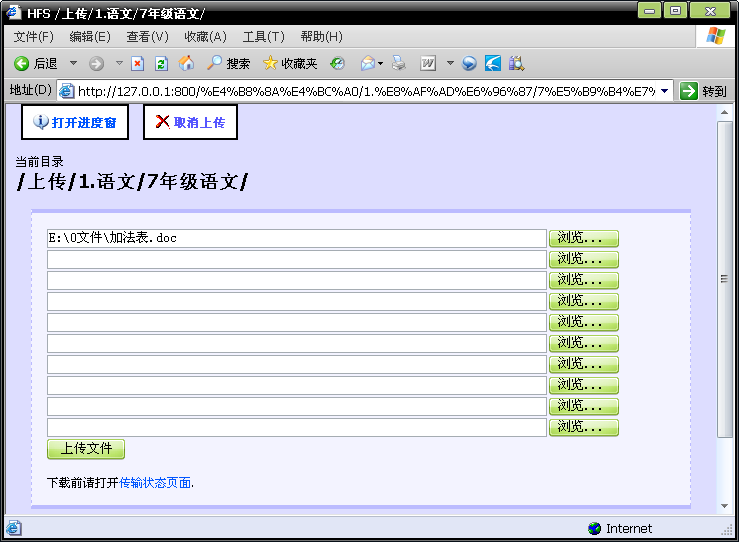 HFS /上传/1.语文/7年级语文/
文件(F) 编辑(E) 查看(V) 收藏(A) 工具(T) 帮助(H)
后退 搜索 收藏夹
地址(D) http://127.0.0.1:800/%E4%B8%8A%E4%BC%A0/1.%E8%AF%AD%E6%96%87/7%E5%B9%B4%E7% 转到
打开进度窗 取消上传
当前目录
/上传/1.语文/7年级语文/
E:\0文件\加法表.doc 浏览...
浏览...
浏览...
浏览...
浏览...
浏览...
浏览...
浏览...
浏览...
浏览...
上传文件
下载前请打开传输状态页面.
Internet